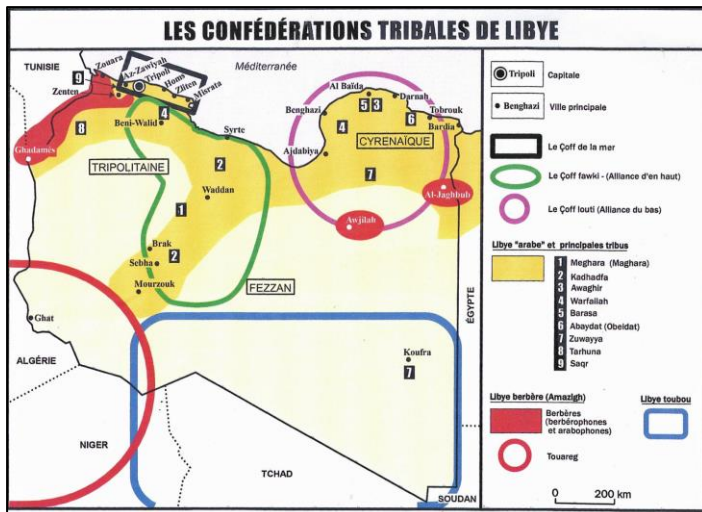 LES CONFÉDÉRATIONS TRIBALES DE LIBYE
TUNISIE
Méditerranée
Zouara
9
Az-Zawiyah
Tripoli
Homs
Zliten
Misrata
Zenten
8
4
Beni-Walid
Syrte
Ghadamès
TRIPOLITAINE
2
Waddan
1
Brak
2
Sebha
Mourzouk
FEZZAN
Ghat
ALGÉRIE
NIGER
TCHAD
SOUDAN
ÉGYPTE
Al Baïda
5
3
Darnah
Benghazi
6
Tobrouk
Bardia
4
CYRENAÏQUE
Ajdabiya
7
Al-Jaghbub
Awjilah
Koufra
7
Tripoli
Capitale
Benghazi
Ville principale
Le Çoff de la mer
Le Çoff fawki - (Alliance d'en haut)
Le Çoff louti (Alliance du bas)
Libye "arabe" et principales tribus
1 Meghara (Maghara)
2 Kadhadfa
3 Awaghir
4 Warfallah
5 Barasa
6 Abaydat (Obeidat)
7 Zuwayya
8 Tarhuna
9 Saqr
Libye berbère (Amazigh)
Libye toubou
Berbères
(berbérophones
et arabophones)
Touareg
0 200 km